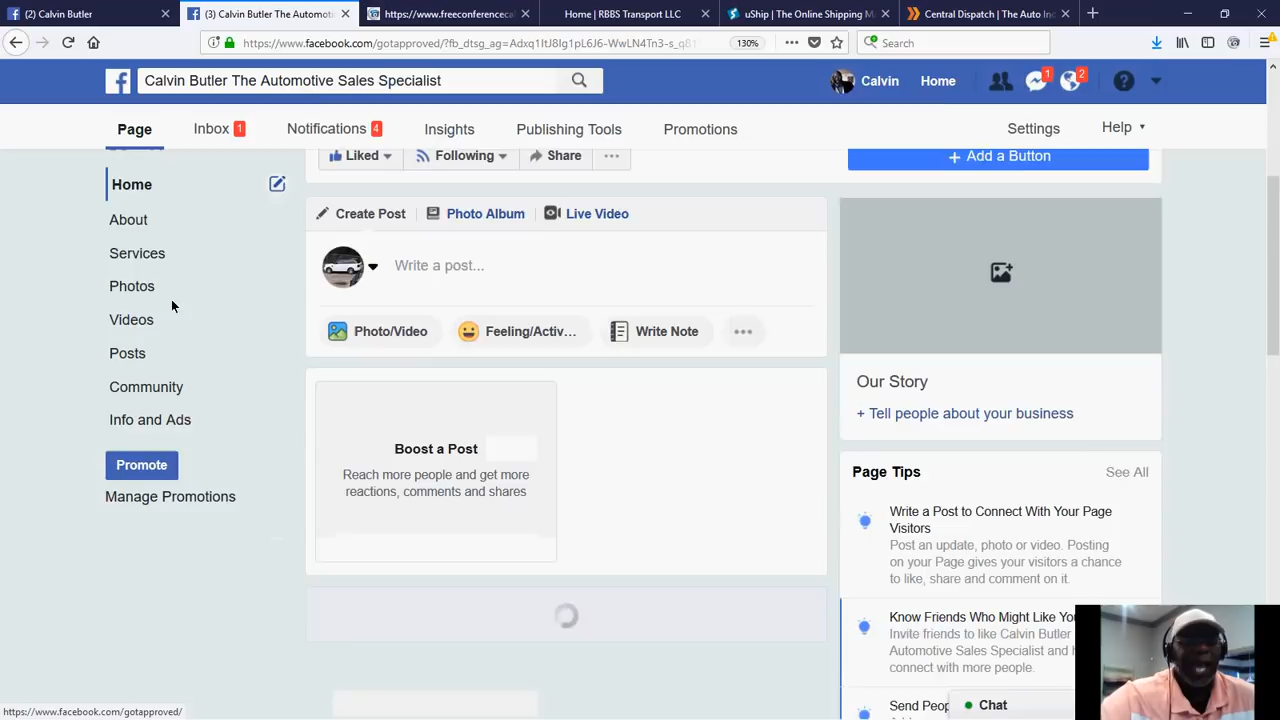 (2) Calvin Butler
(3) Calvin Butler The Automoti
https://www.freeconferenceca
Home | RBBS Transport LLC
uShip | The Online Shipping M
Central Dispatch | The Auto In
https://www.facebook.com/gotapproved/?fb_dtsg_ag=
130%
Search
Calvin Butler The Automotive Sales Specialist
Calvin
Home
1
2
Page
Inbox 1
Notifications 4
Insights
Publishing Tools
Promotions
Settings
Help
Liked
Following
Share
+ Add a Button
Home
About
Services
Photos
Videos
Posts
Community
Info and Ads
Promote
Manage Promotions
Create Post
Photo Album
Live Video
Write a post...
Photo/Video
Feeling/Activ...
Write Note
Boost a Post
Reach more people and get more
reactions, comments and shares
Our Story
+ Tell people about your business
Page Tips
See All
Write a Post to Connect With Your Page
Visitors
Post an update, photo or video. Posting
on your Page gives your visitors a chance
to like, share and comment on it.
Know Friends Who Might Like Yo
Invite friends to like Calvin Butler
Automotive Sales Specialist and h
connect with more people.
Send Peop
Chat
https://www.facebook.com/gotapproved/